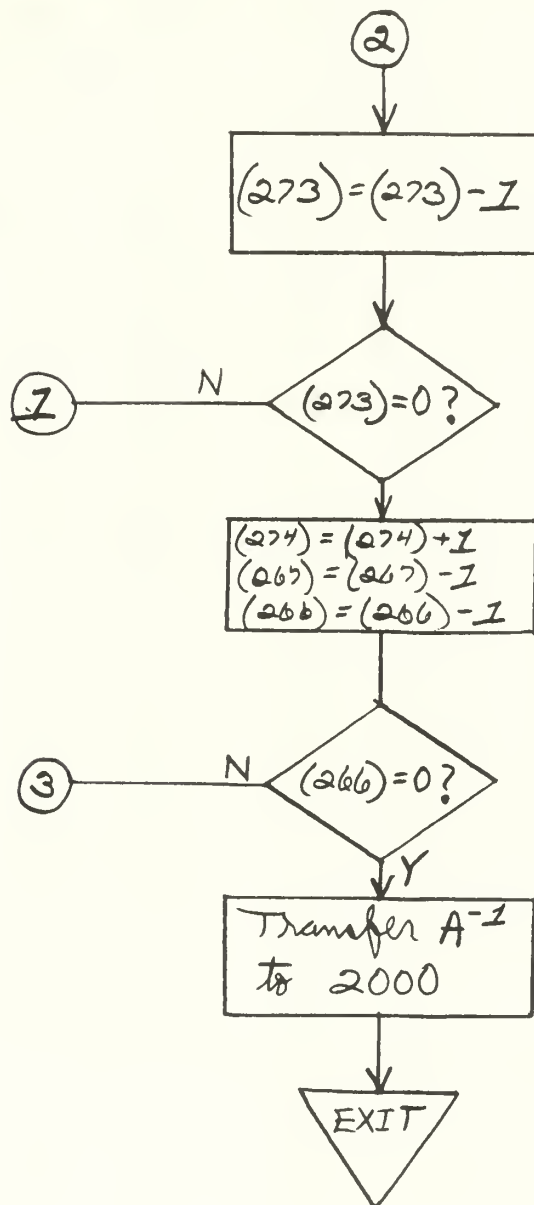 2
(273) = (273) - 1
(273) = 0 ?
N
1
(274) = (274) + 1
(267) = (267) - 1
(266) = (266) - 1
(266) = 0 ?
N
3
Y
Transfer A⁻¹
to 2000
EXIT